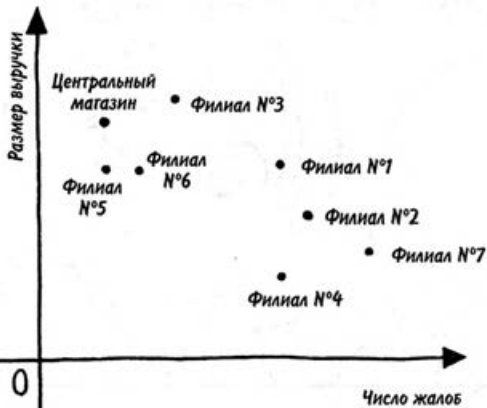 Размер выручки
Центральный
магазин
Филиал №3
Филиал
№6
Филиал №1
Филиал
№5
Филиал №2
Филиал №7
Филиал №4
0
Число жалоб